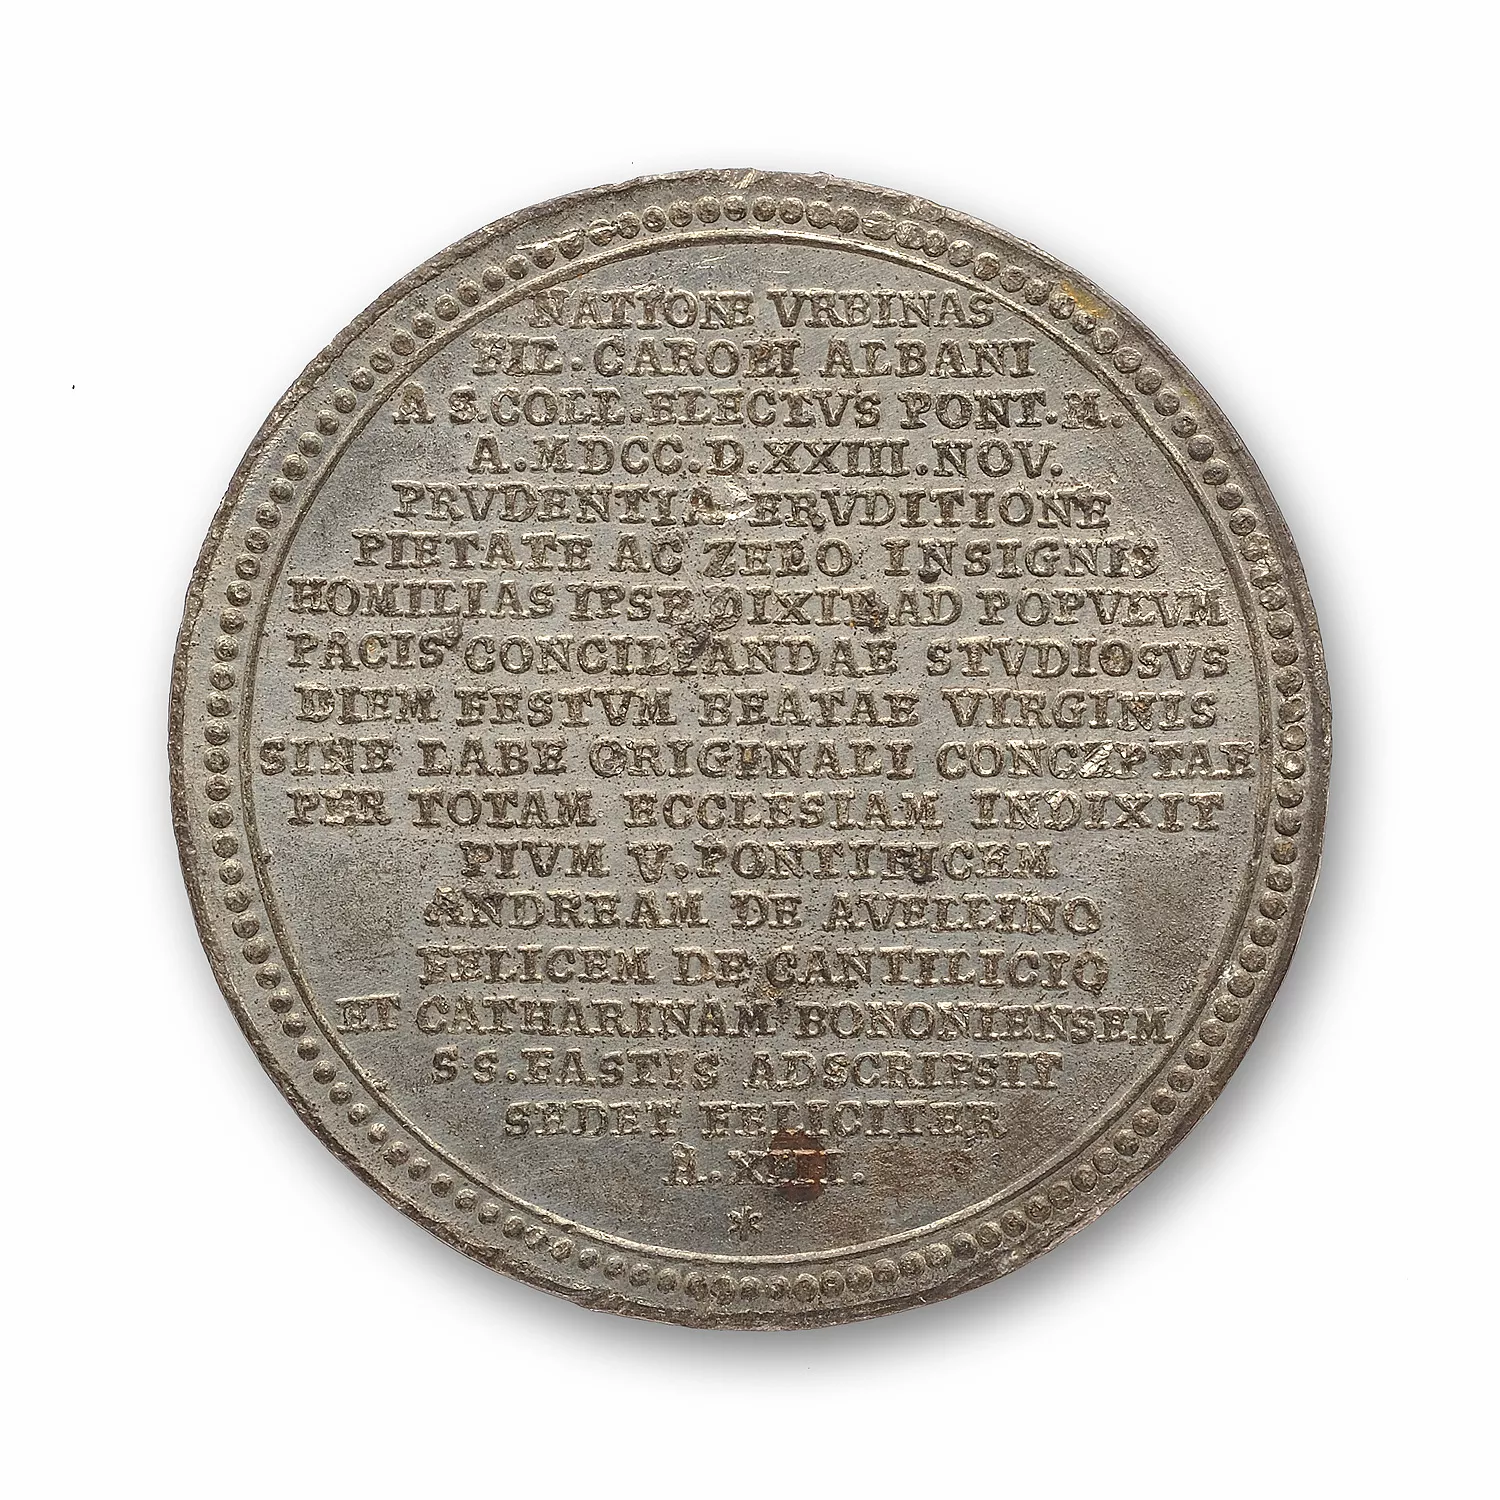 NATIONE VRBINAS
FIL·CAROLI ALBANI
A S.COLL.ELECTVS PONT.M.
A.MDCC.D.XXIII.NOV.
PRVDENTIA ERVDITIONE
PIETATE AC ZELO INSIGNIS
HOMILIAS IPSE DIXIT AD POPVLVM
PACIS CONCILIANDAE STVDIOSVS
DIEM FESTVM BEATAE VIRGINIS
SINE LABE ORIGINALI CONCEPTAE
PER TOTAM ECCLESIAM INDIXIT
PIVM V.PONTIFICEM
ANDREAM DE AVELLINO
FELICEM DE CANTILICIO
ET CATHARINAM BONONIENSEM
SS.FASTIS ADSCRIPSIT
SEDET FELICITER
A.XIIII.